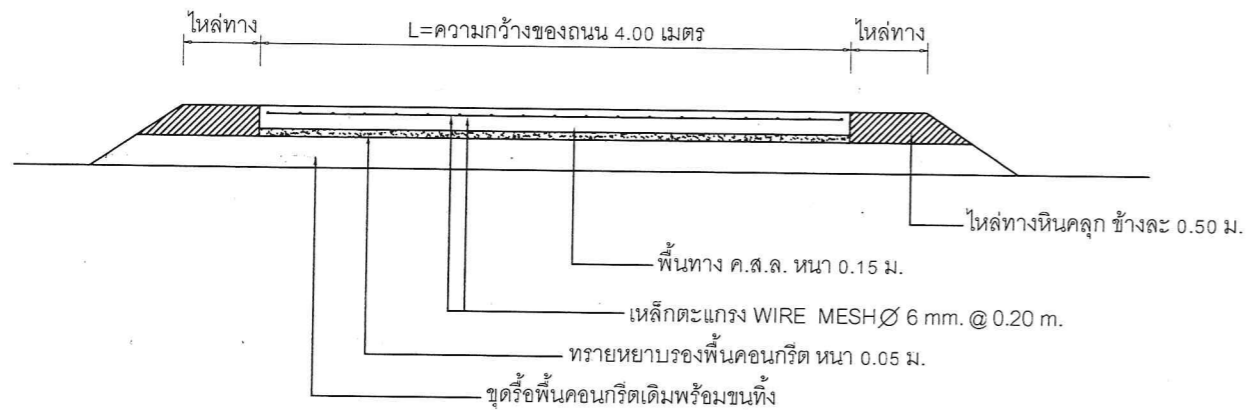 ไหล่ทาง
L=ความกว้างของถนน 4.00 เมตร
ไหล่ทาง
ไหล่ทางหินคลุก ข้างละ 0.50 ม.
พื้นทาง ค.ส.ล. หนา 0.15 ม.
เหล็กตะแกรง WIRE MESH Ø 6 mm. @ 0.20 m.
ทรายหยาบรองพื้นคอนกรีต หนา 0.05 ม.
ขุดรื้อพื้นคอนกรีตเดิมพร้อมขนทิ้ง